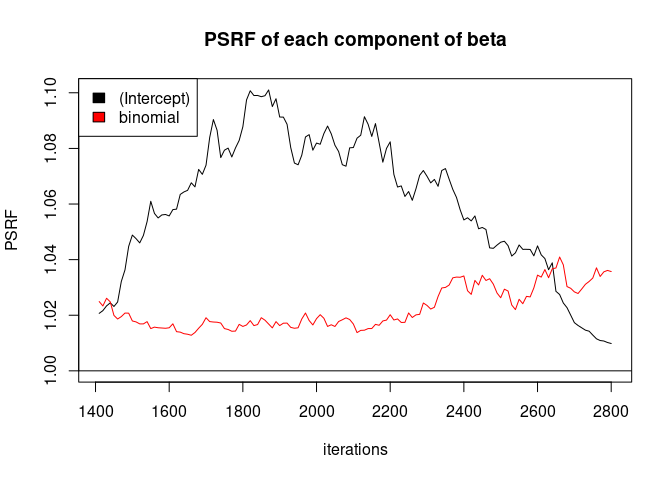 PSRF of each component of beta
(Intercept)
binomial
PSRF
1.10
1.08
1.06
1.04
1.02
1.00
1400 1600 1800 2000 2200 2400 2600 2800
iterations